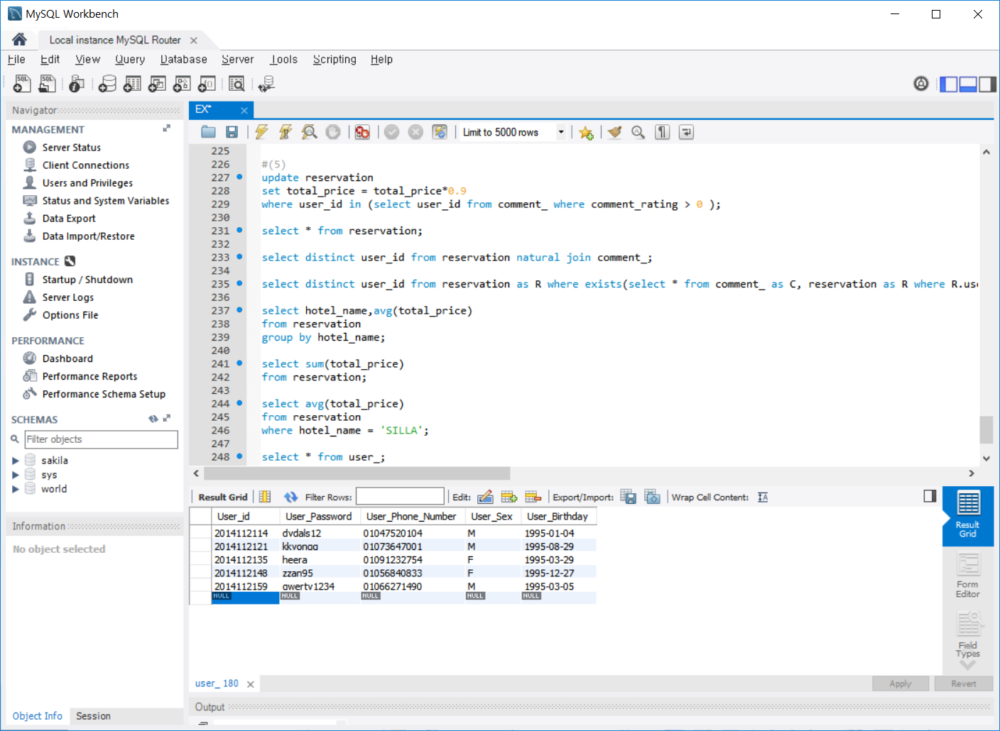 MySQL Workbench
Local instance MySQL Router
File Edit View Query Database Server Tools Scripting Help
Navigator
MANAGEMENT
Server Status
Client Connections
Users and Privileges
Status and System Variables
Data Export
Data Import/Restore
INSTANCE
Startup / Shutdown
Server Logs
Options File
PERFORMANCE
Dashboard
Performance Reports
Performance Schema Setup
SCHEMAS
Filter objects
sakila
sys
world
Information
No object selected
Object Info Session
EX*
Limit to 5000 rows
225
226 #(5)
227 update reservation
228 set total_price = total_price*0.9
229 where user_id in (select user_id from comment_ where comment_rating > 0 );
230
231 select * from reservation;
232
233 select distinct user_id from reservation natural join comment_;
234
235 select distinct user_id from reservation as R where exists(select * from comment_ as C, reservation as R where R.use
236
237 select hotel_name,avg(total_price)
238 from reservation
239 group by hotel_name;
240
241 select sum(total_price)
242 from reservation;
243
244 select avg(total_price)
245 from reservation
246 where hotel_name = 'SILLA';
247
248 select * from user_;
Result Grid Filter Rows: Edit: Export/Import: Wrap Cell Content:
User_id User_Password User_Phone_Number User_Sex User_Birthday
2014112114 dvdals12 01047520104 M 1995-01-04
2014112121 kkyong 01073647001 M 1995-08-29
2014112135 heera 01091232754 F 1995-03-29
2014112148 zzan95 01056840833 F 1995-12-27
2014112159 qwerty1234 01066271490 M 1995-03-05
NULL NULL NULL NULL NULL
Result
Grid
Form
Editor
Field
Types
user_ 180
Apply Revert
Output